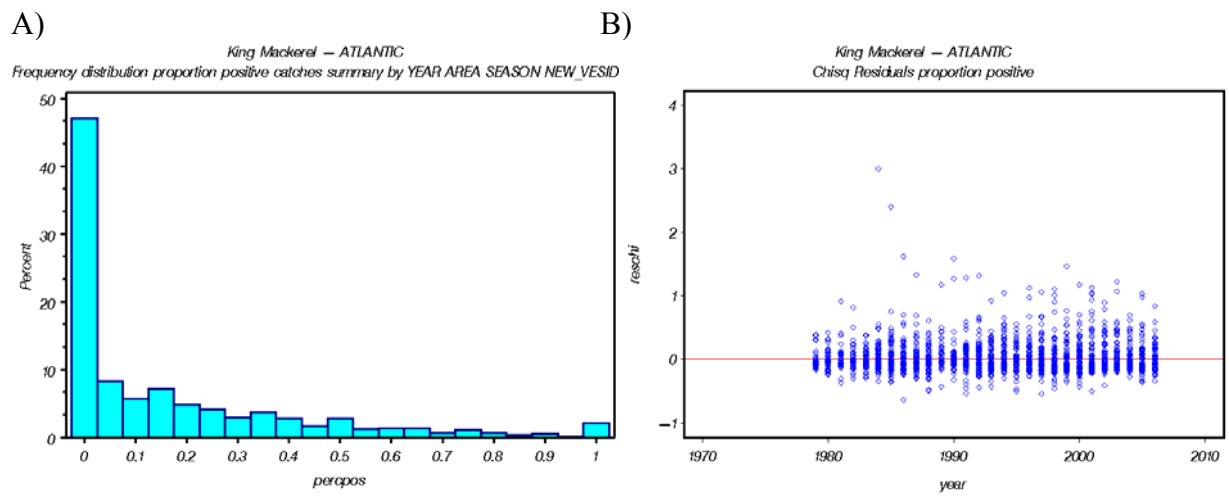 A)
King Mackerel – ATLANTIC
Frequency distribution proportion positive catches summary by YEAR AREA SEASON NEW_VESID
50
40
30
20
10
0
Percent
0 0.1 0.2 0.3 0.4 0.5 0.6 0.7 0.8 0.9 1
percpos
B)
King Mackerel – ATLANTIC
Chisq Residuals proportion positive
4
3
2
1
0
−1
reschi
1970 1980 1990 2000 2010
year